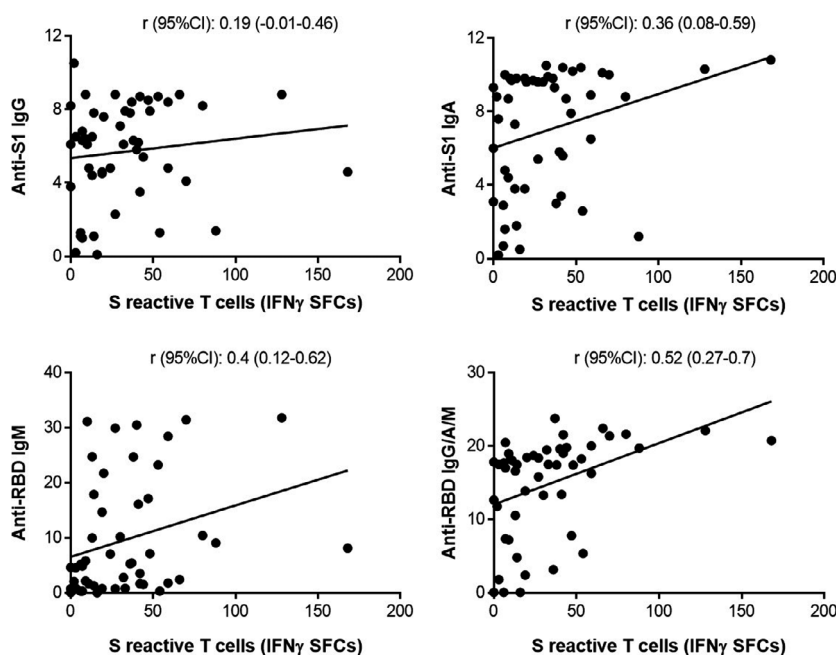 r (95%CI): 0.19 (-0.01-0.46)
Anti-S1 IgG
12
8
4
0
0 50 100 150 200
S reactive T cells (IFNγ SFCs)
r (95%CI): 0.36 (0.08-0.59)
Anti-S1 IgA
12
8
4
0
0 50 100 150 200
S reactive T cells (IFNγ SFCs)
r (95%CI): 0.4 (0.12-0.62)
Anti-RBD IgM
40
30
20
10
0
0 50 100 150 200
S reactive T cells (IFNγ SFCs)
r (95%CI): 0.52 (0.27-0.7)
Anti-RBD IgG/A/M
30
20
10
0
0 50 100 150 200
S reactive T cells (IFNγ SFCs)